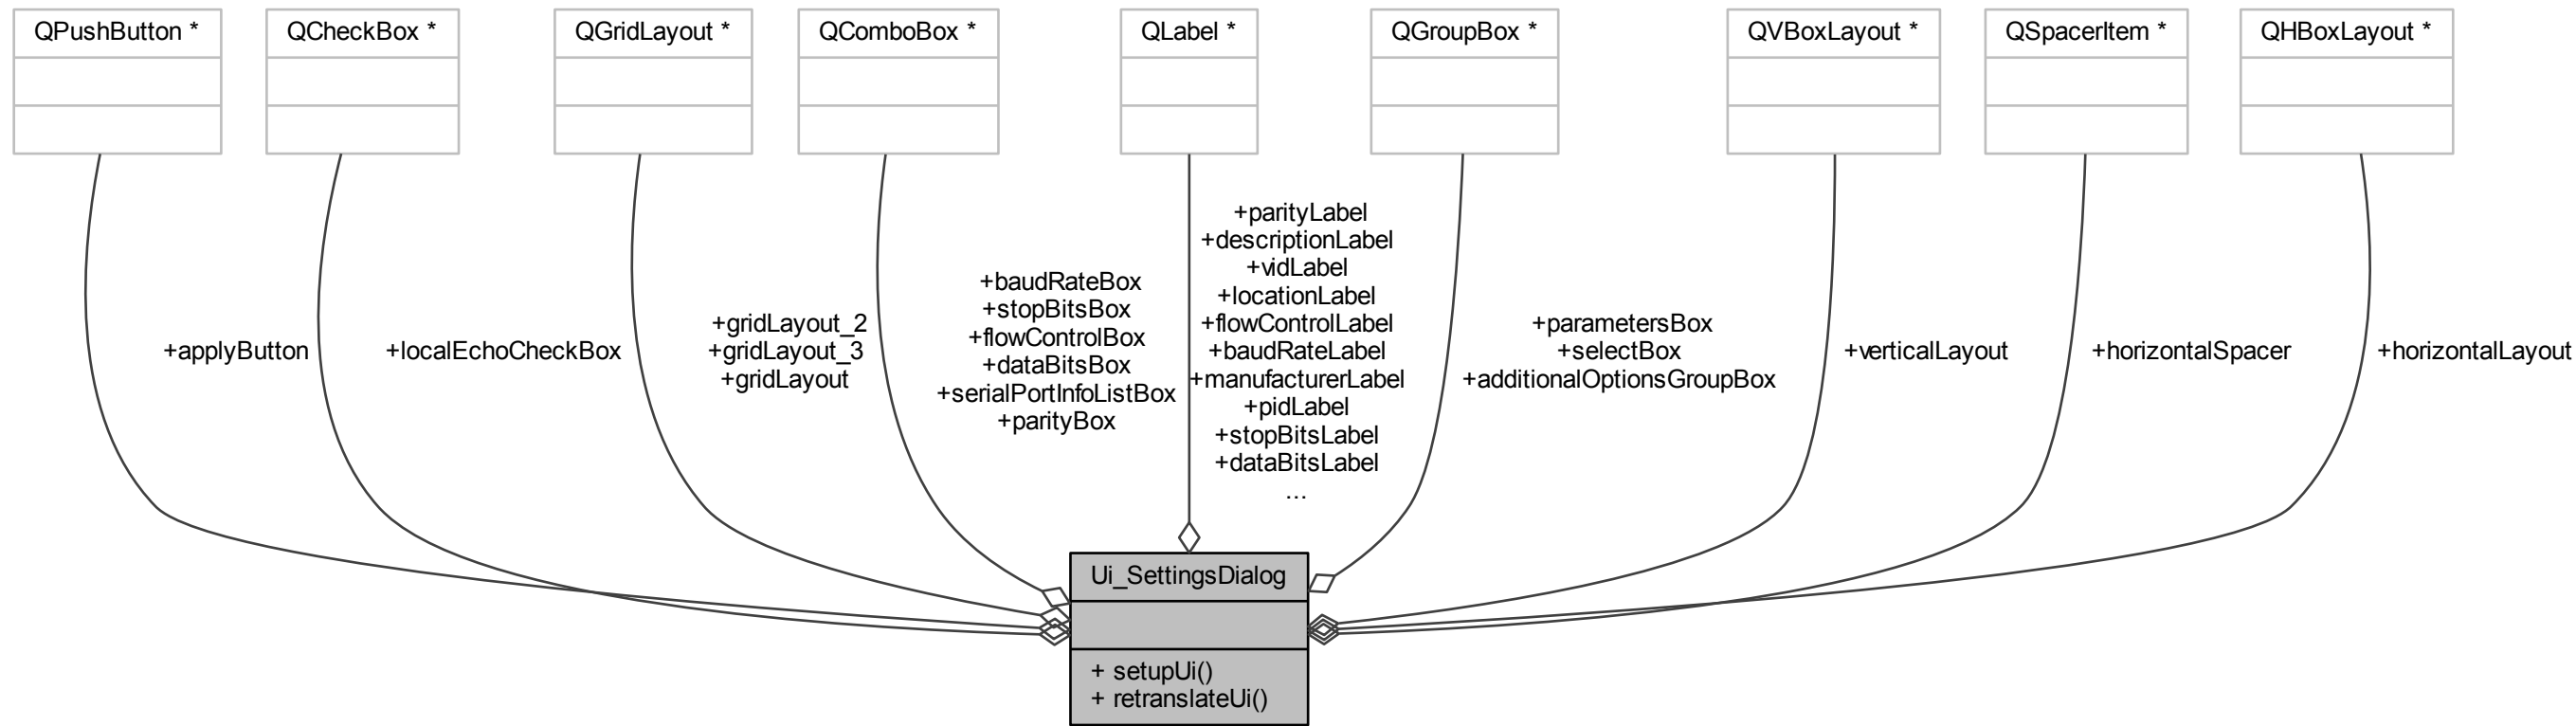 QPushButton *
QCheckBox *
QGridLayout *
QComboBox *
QLabel *
QGroupBox *
QVBoxLayout *
QSpacerItem *
QHBoxLayout *
+applyButton
+localEchoCheckBox
+gridLayout_2
+gridLayout_3
+gridLayout
+baudRateBox
+stopBitsBox
+flowControlBox
+dataBitsBox
+serialPortInfoListBox
+parityBox
+parityLabel
+descriptionLabel
+vidLabel
+locationLabel
+flowControlLabel
+baudRateLabel
+manufacturerLabel
+pidLabel
+stopBitsLabel
+dataBitsLabel
...
+parametersBox
+selectBox
+additionalOptionsGroupBox
+verticalLayout
+horizontalSpacer
+horizontalLayout
Ui_SettingsDialog
+ setupUi()
+ retranslateUi()